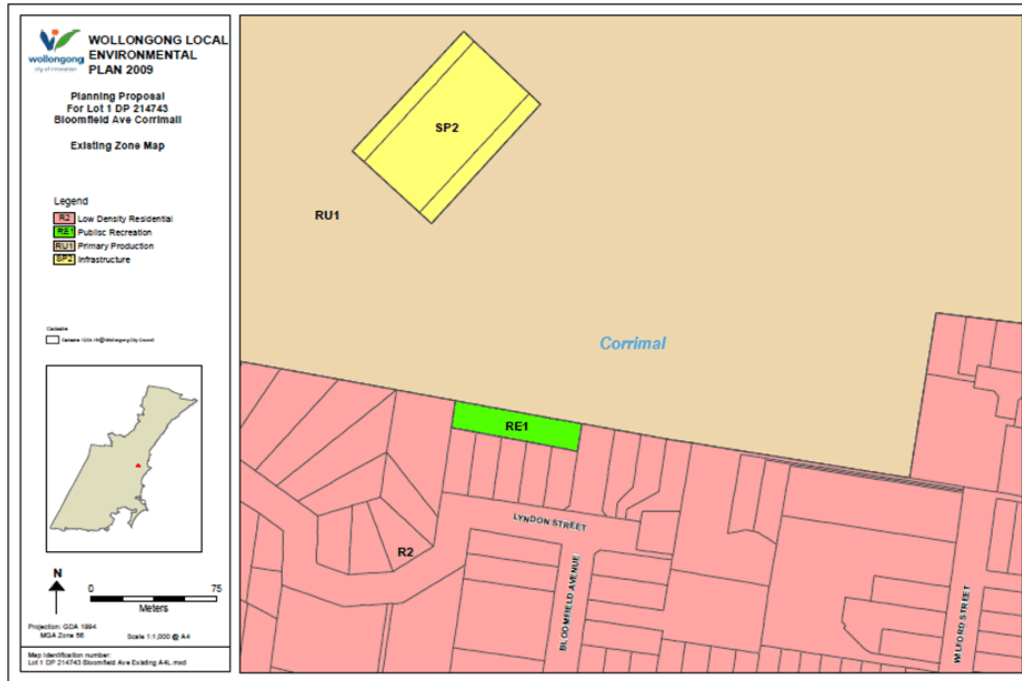 wollongong
city of innovation
WOLLONGONG LOCAL
ENVIRONMENTAL
PLAN 2009
Planning Proposal
For Lot 1 DP 214743
Bloomfield Ave Corrimall
Existing Zone Map
Legend
R2 Low Density Residential
RE1 Publisc Recreation
RU1 Primary Production
SP2 Infrastructure
Cadastre
N
0 75
Meters
Projection: GDA 1994
MGA Zone 56 Scale 1:1,000 @ A4
Map Identification number:
Lot 1 DP 214743 Bloomfield Ave Existing A4L.mxd
SP2
RU1
Corrimal
RE1
LYNDON STREET
R2
BLOOMFIELD AVENUE
WILFORD STREET